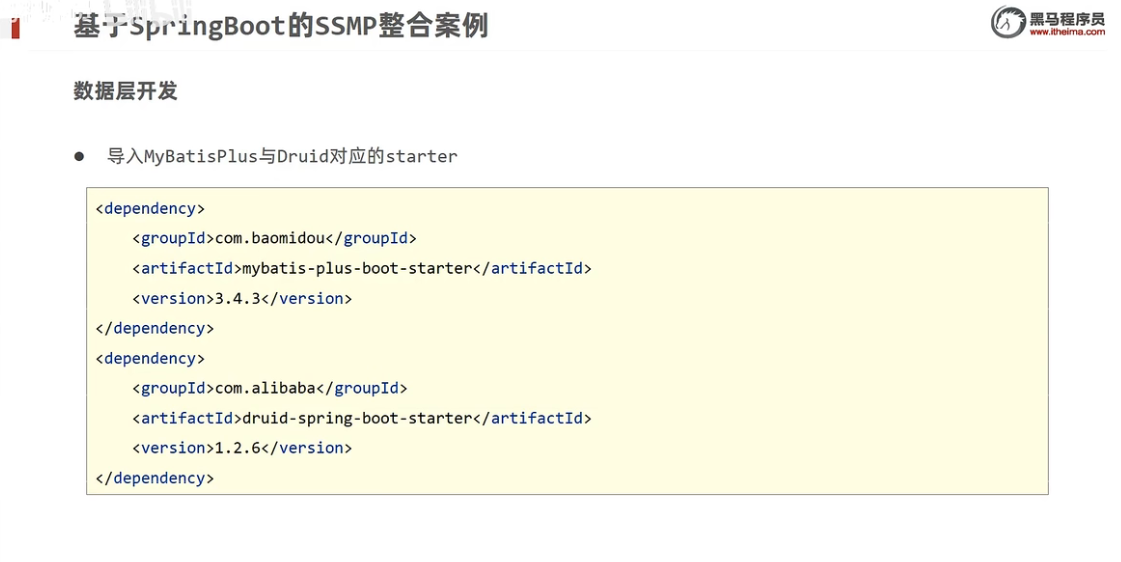 基于SpringBoot的SSMP整合案例
黑马程序员
www.itheima.com
数据层开发
● 导入MyBatisPlus与Druid对应的starter
<dependency>
    <groupId>com.baomidou</groupId>
    <artifactId>mybatis-plus-boot-starter</artifactId>
    <version>3.4.3</version>
</dependency>
<dependency>
    <groupId>com.alibaba</groupId>
    <artifactId>druid-spring-boot-starter</artifactId>
    <version>1.2.6</version>
</dependency>